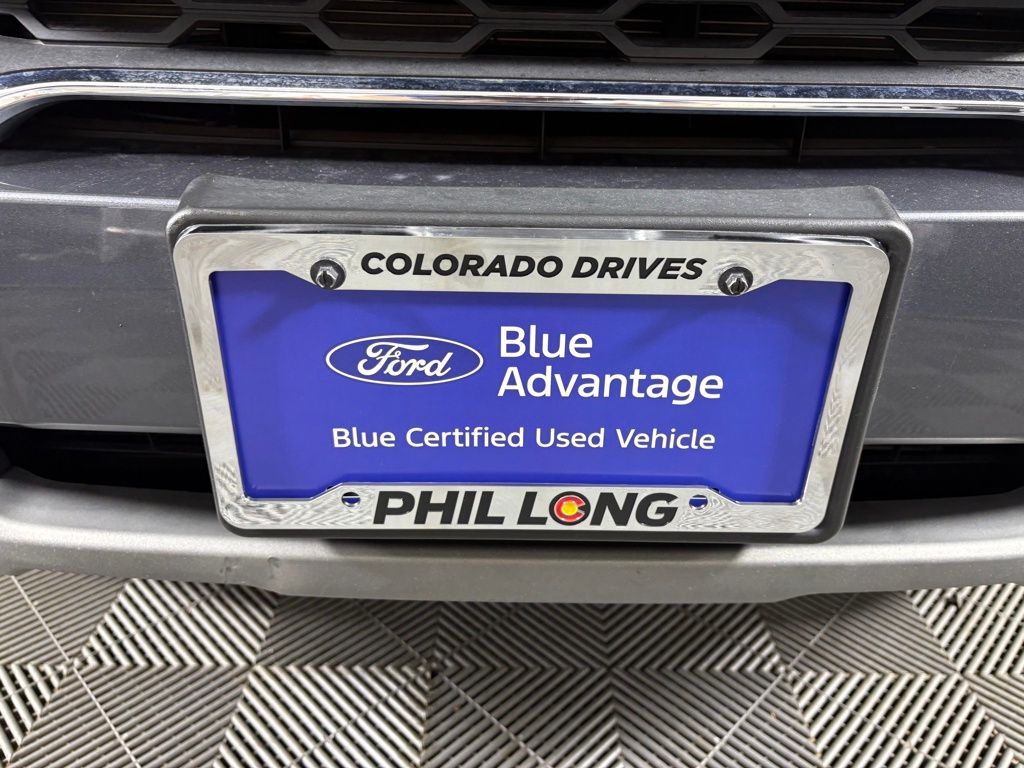 COLORADO DRIVES
Ford
Blue
Advantage
Blue Certified Used Vehicle
PHIL LONG